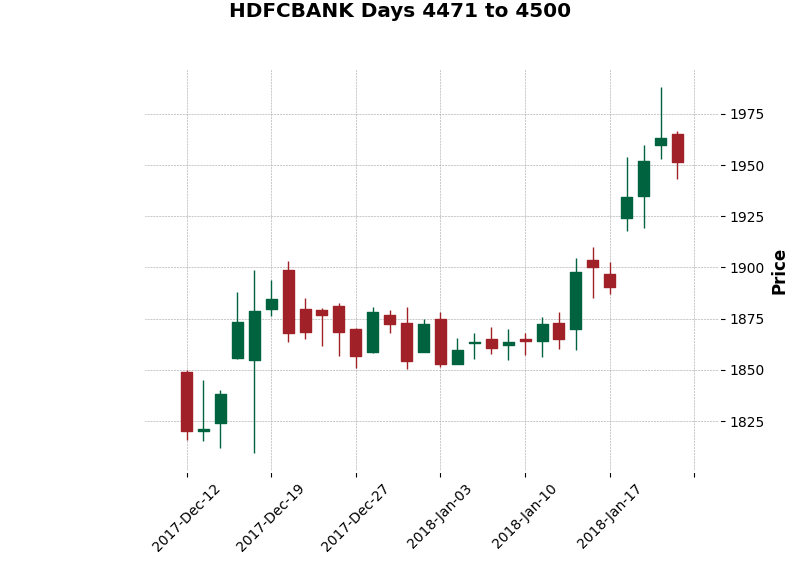 HDFCBANK Days 4471 to 4500
1975
1950
1925
1900
1875
1850
1825
Price
2017-Dec-12
2017-Dec-19
2017-Dec-27
2018-Jan-03
2018-Jan-10
2018-Jan-17